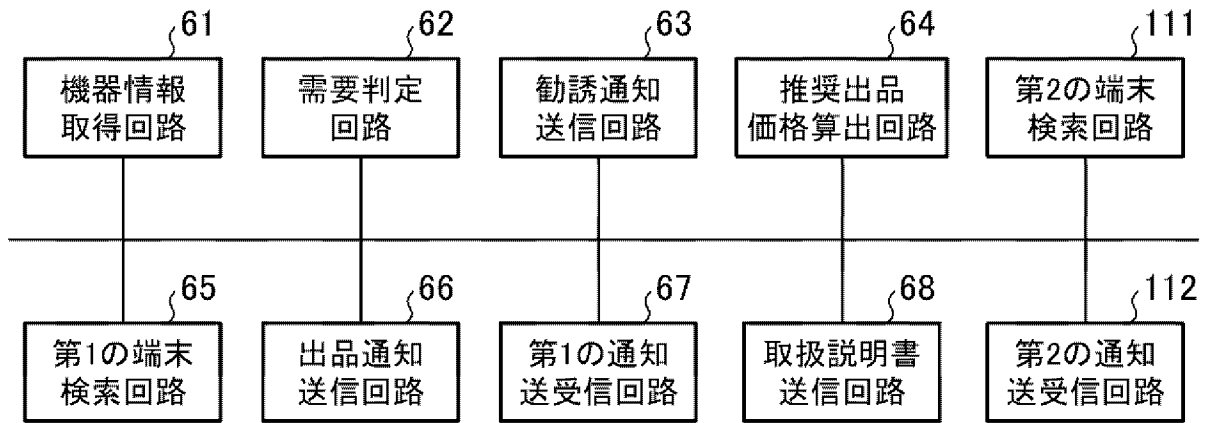 61
機器情報
取得回路
62
需要判定
回路
63
勧誘通知
送信回路
64
推奨出品
価格算出回路
111
第2の端末
検索回路
65
第1の端末
検索回路
66
出品通知
送信回路
67
第1の通知
送受信回路
68
取扱説明書
送信回路
112
第2の通知
送受信回路